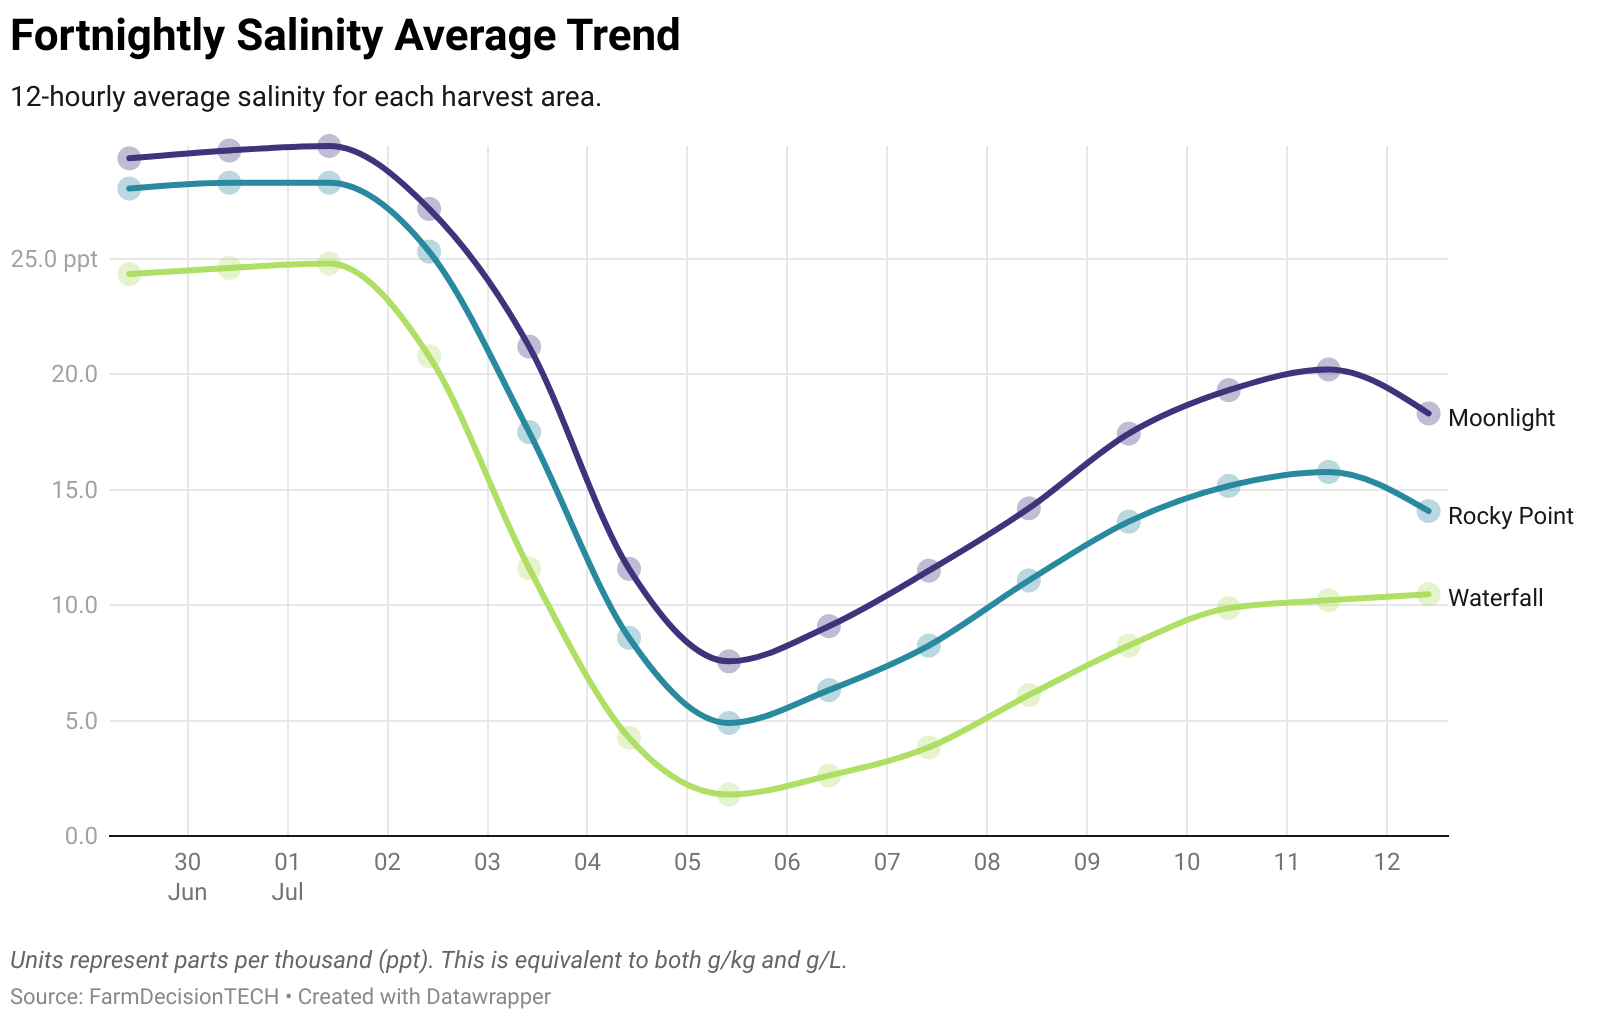 Fortnightly Salinity Average Trend
12-hourly average salinity for each harvest area.
25.0 ppt
20.0
15.0
10.0
5.0
0.0
Moonlight
Rocky Point
Waterfall
30 01 02 03 04 05 06 07 08 09 10 11 12
Jun Jul
Units represent parts per thousand (ppt). This is equivalent to both g/kg and g/L.
Source: FarmDecisionTECH • Created with Datawrapper